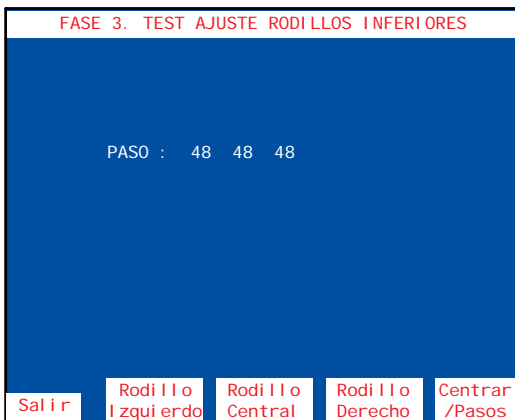 FASE 3. TEST AJUSTE RODILLOS INFERIORES
PASO : 48 48 48
Salir
Rodillo
Izquierdo
Rodillo
Central
Rodillo
Derecho
Centrar
/Pasos